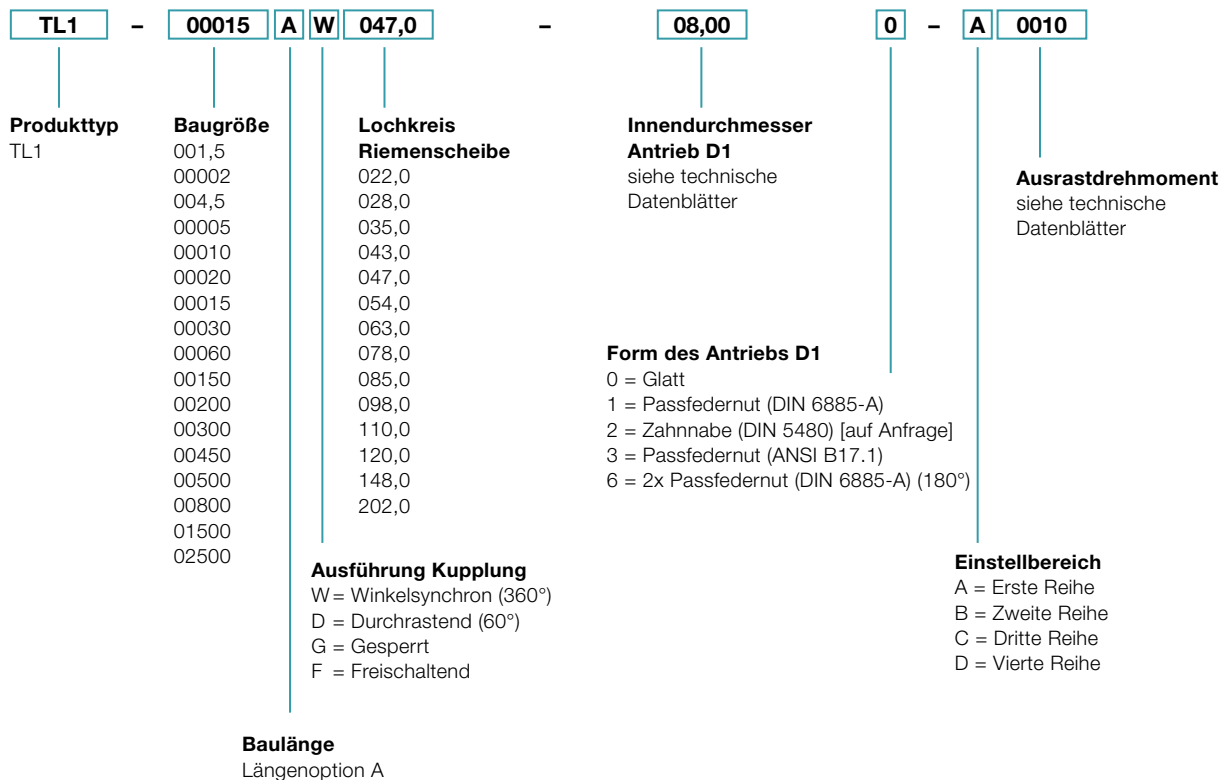 TL1 – 00015 A W 047,0 – 08,00 0 – A 0010
Produkttyp
TL1
Baugröße
001,5
00002
004,5
00005
00010
00020
00015
00030
00060
00150
00200
00300
00450
00500
00800
01500
02500
Lochkreis
Riemenscheibe
022,0
028,0
035,0
043,0
047,0
054,0
063,0
078,0
085,0
098,0
110,0
120,0
148,0
202,0
Innendurchmesser
Antrieb D1
siehe technische
Datenblätter
Ausrastdrehmoment
siehe technische
Datenblätter
Form des Antriebs D1
0 = Glatt
1 = Passfedernut (DIN 6885-A)
2 = Zahnnabe (DIN 5480) [auf Anfrage]
3 = Passfedernut (ANSI B17.1)
6 = 2x Passfedernut (DIN 6885-A) (180°)
Ausführung Kupplung
W = Winkelsynchron (360°)
D = Durchrastend (60°)
G = Gesperrt
F = Freischaltend
Einstellbereich
A = Erste Reihe
B = Zweite Reihe
C = Dritte Reihe
D = Vierte Reihe
Baulänge
Längenoption A